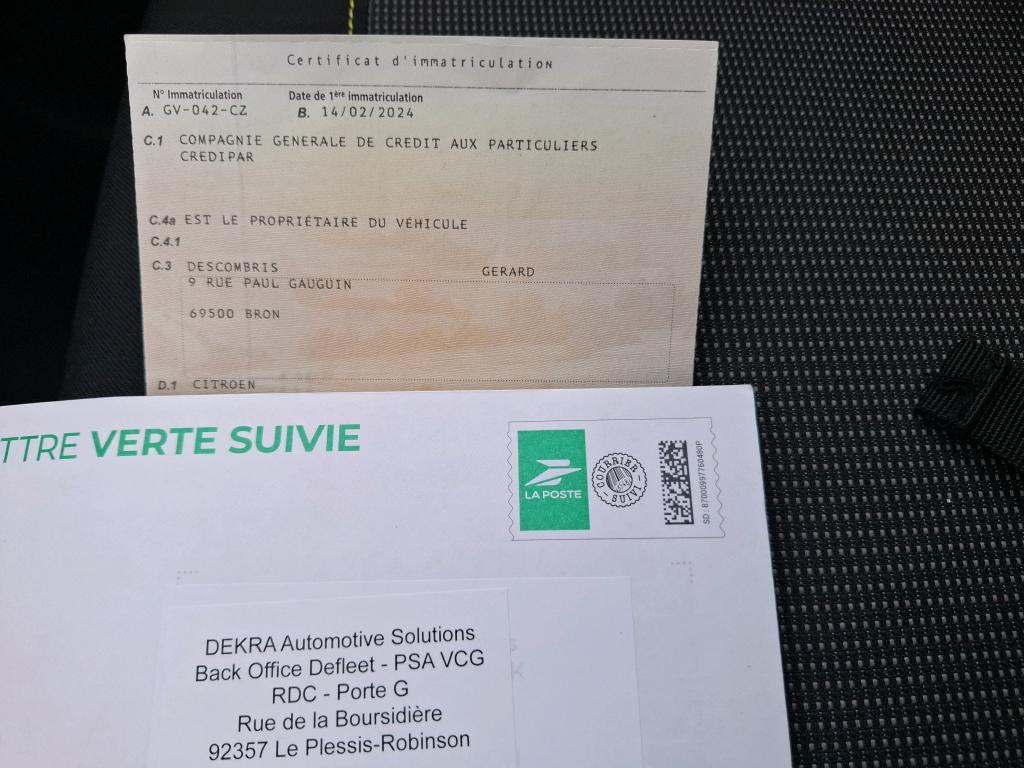 Certificat d'immatriculation
N° Immatriculation Date de 1ère immatriculation
A. GV-042-CZ B. 14/02/2024
C.1 COMPAGNIE GENERALE DE CREDIT AUX PARTICULIERS
CREDIPAR
C.4a EST LE PROPRIÉTAIRE DU VÉHICULE
C.4.1
C.3 DESCOMBRIS GERARD
9 RUE PAUL GAUGUIN
69500 BRON
D.1 CITROEN
TTRE VERTE SUIVIE
LA POSTE
COURRIER SUIVI
SD : 87000997760480P
DEKRA Automotive Solutions
Back Office Defleet - PSA VCG
RDC - Porte G
Rue de la Boursidière
92357 Le Plessis-Robinson